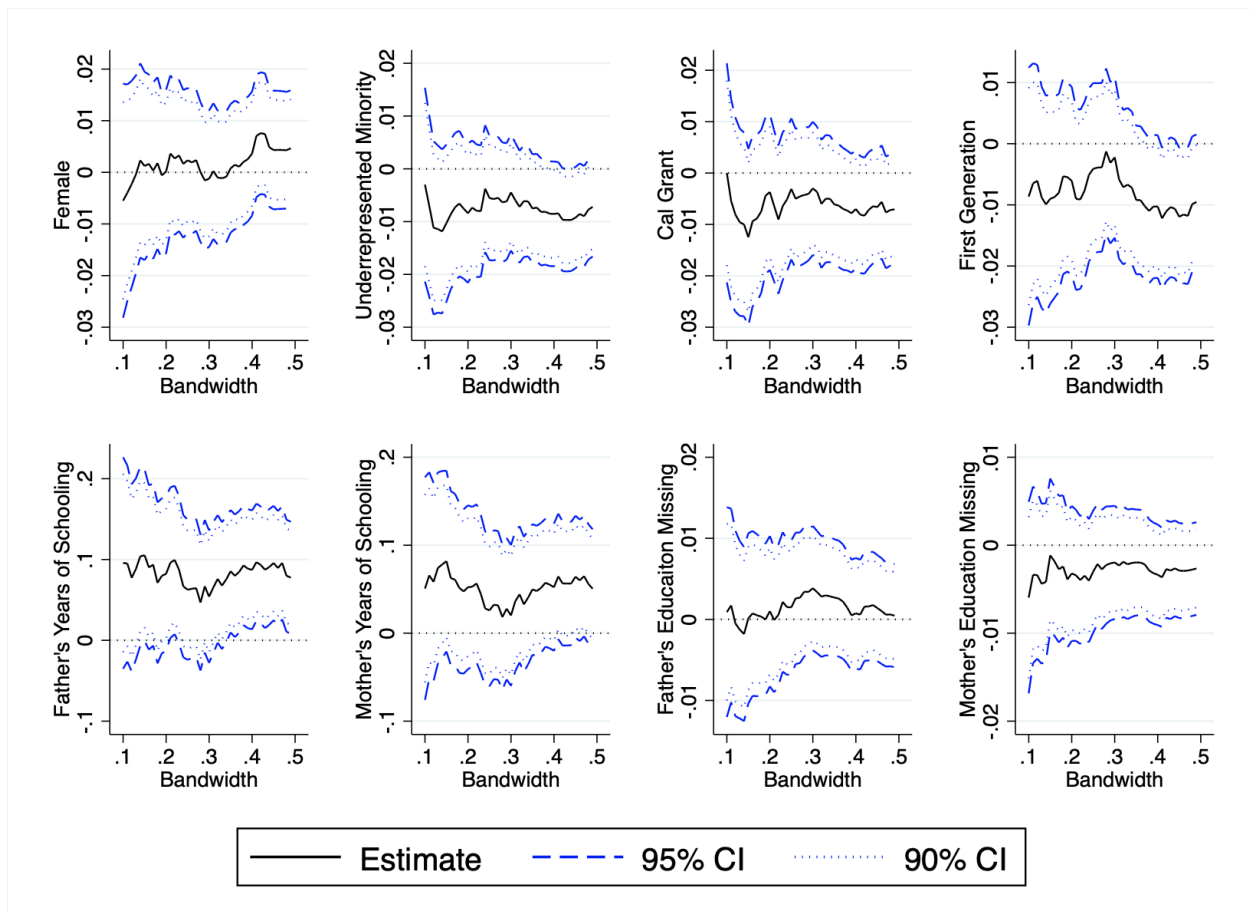 Female
.02
.01
0
-.01
-.02
-.03
.1 .2 .3 .4 .5
Bandwidth
Underrepresented Minority
.02
.01
0
-.01
-.02
-.03
.1 .2 .3 .4 .5
Bandwidth
Cal Grant
.02
.01
0
-.01
-.02
-.03
.1 .2 .3 .4 .5
Bandwidth
First Generation
.01
0
-.01
-.02
-.03
.1 .2 .3 .4 .5
Bandwidth
Father's Years of Schooling
.2
.1
0
-.1
.1 .2 .3 .4 .5
Bandwidth
Mother's Years of Schooling
.2
.1
0
-.1
.1 .2 .3 .4 .5
Bandwidth
Father's Educaiton Missing
.02
.01
0
-.01
.1 .2 .3 .4 .5
Bandwidth
Mother's Education Missing
.01
0
-.01
-.02
.1 .2 .3 .4 .5
Bandwidth
Estimate 95% CI 90% CI